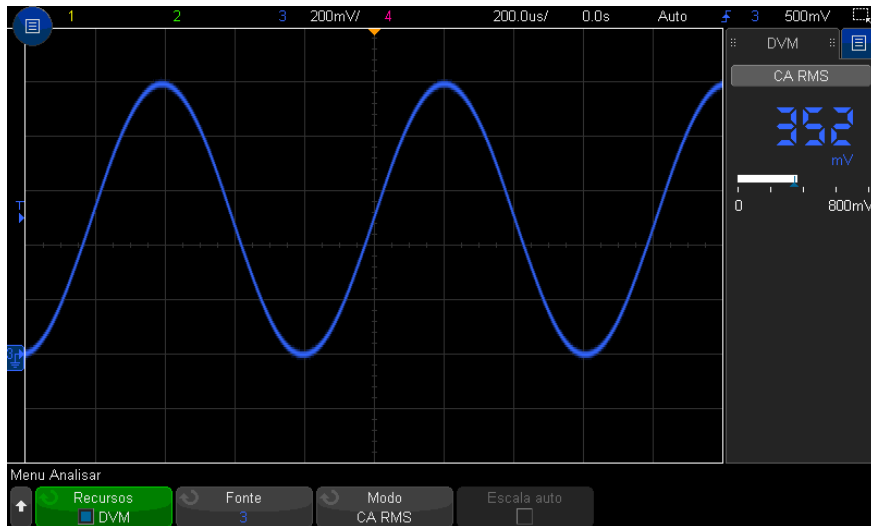 1 2 3 200mV/ 4 200.0us/ 0.0s Auto 3 500mV
DVM
CA RMS
352
mV
0 800mV
T
3
Menu Analisar
Recursos Fonte Modo Escala auto
DVM 3 CA RMS